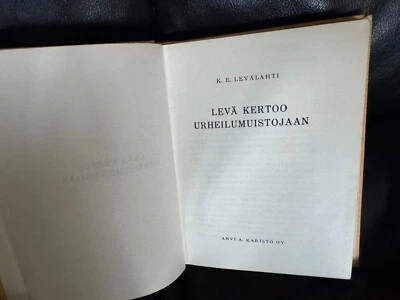 K. E. LEVÄLAHTI
LEVÄ KERTOO
URHEILUMUISTOJAAN
ARVI A. KARISTO OY.